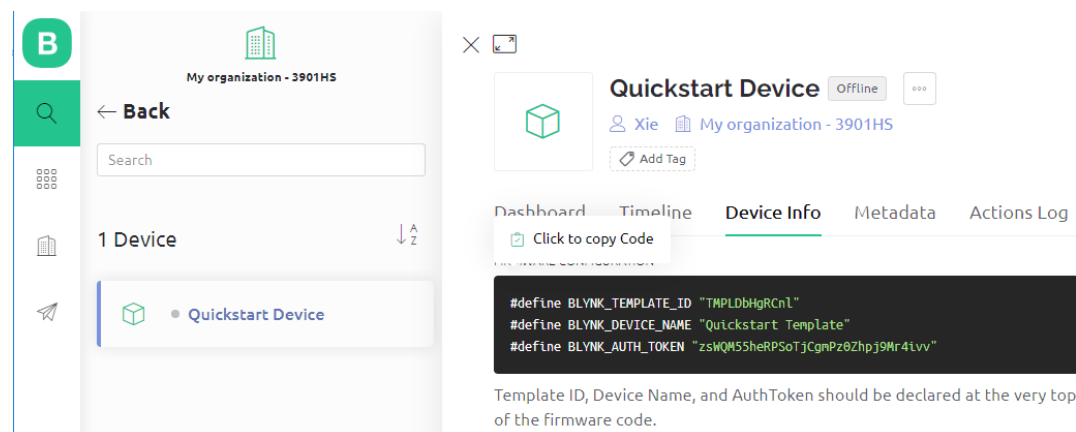 B
My organization - 3901HS
← Back
Search
1 Device
A
Z
Quickstart Device
Quickstart Device
Offline
Xie
My organization - 3901HS
Add Tag
Dashboard Timeline Device Info Metadata Actions Log
Click to copy Code
#define BLYNK_TEMPLATE_ID "TMPLDbHgRCnl"
#define BLYNK_DEVICE_NAME "Quickstart Template"
#define BLYNK_AUTH_TOKEN "zsWQM55heRPSoTjCgmPz0Zhpj9Mr4ivv"
Template ID, Device Name, and AuthToken should be declared at the very top
of the firmware code.